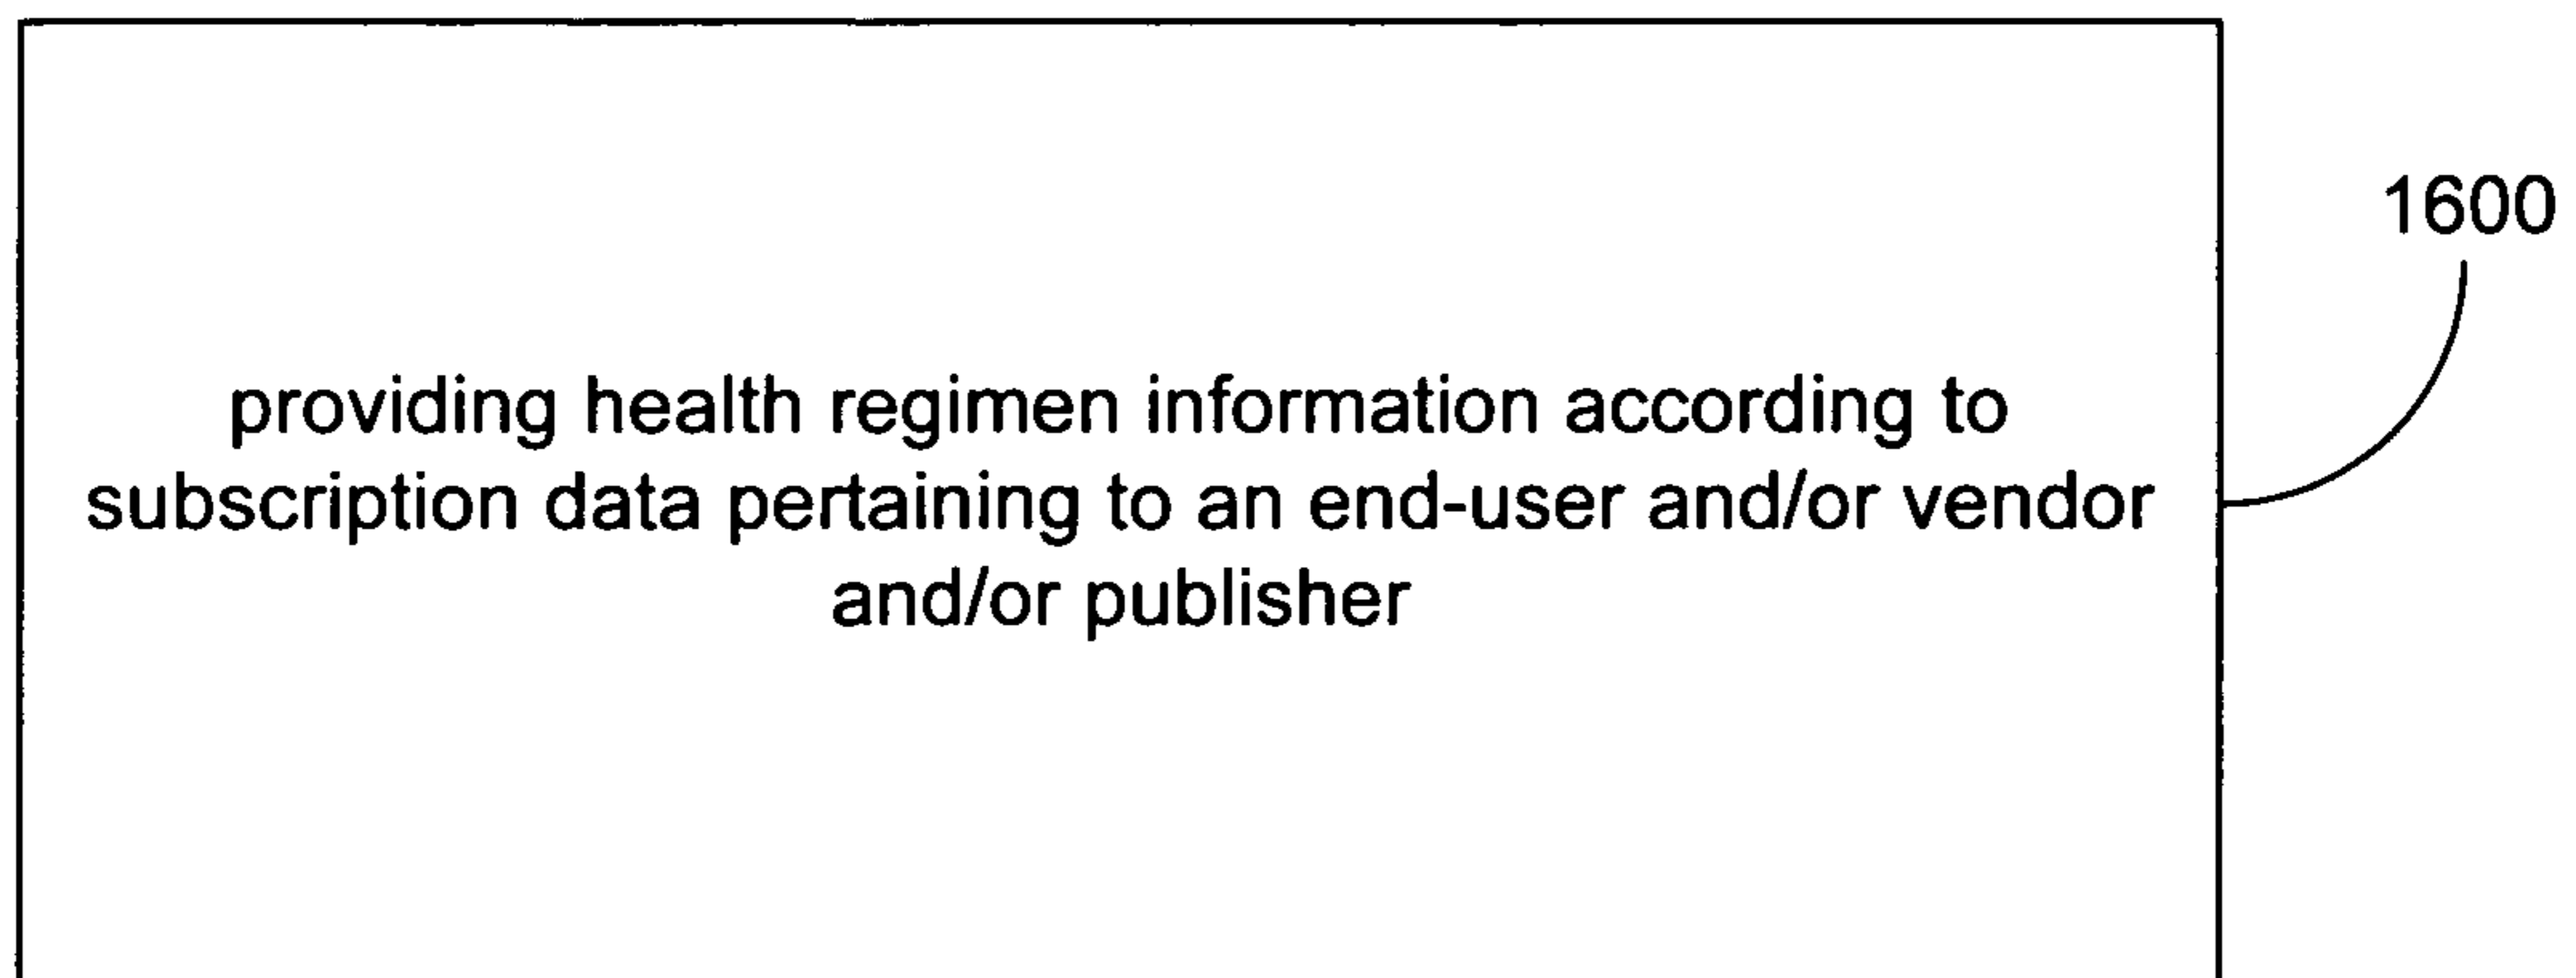 1600
providing health regimen information according to
subscription data pertaining to an end-user and/or vendor
and/or publisher